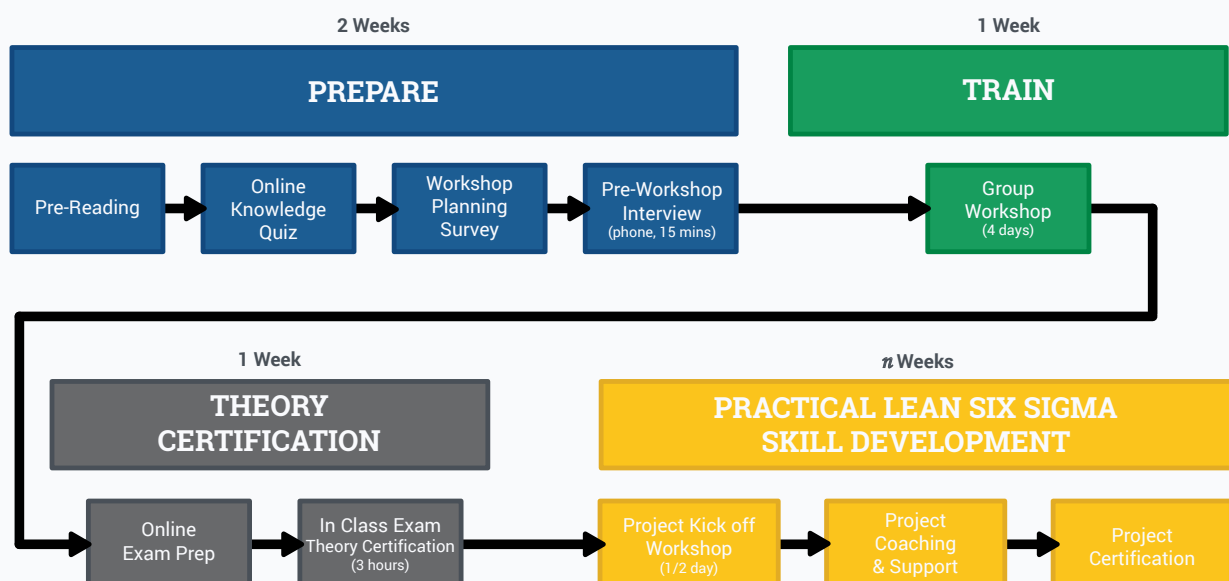 2 Weeks
1 Week
PREPARE
TRAIN
Pre-Reading
Online
Knowledge
Quiz
Workshop
Planning
Survey
Pre-Workshop
Interview
(phone, 15 mins)
Group
Workshop
(4 days)
1 Week
n Weeks
THEORY
CERTIFICATION
PRACTICAL LEAN SIX SIGMA
SKILL DEVELOPMENT
Online
Exam Prep
In Class Exam
Theory Certification
(3 hours)
Project Kick off
Workshop
(1/2 day)
Project
Coaching
& Support
Project
Certification